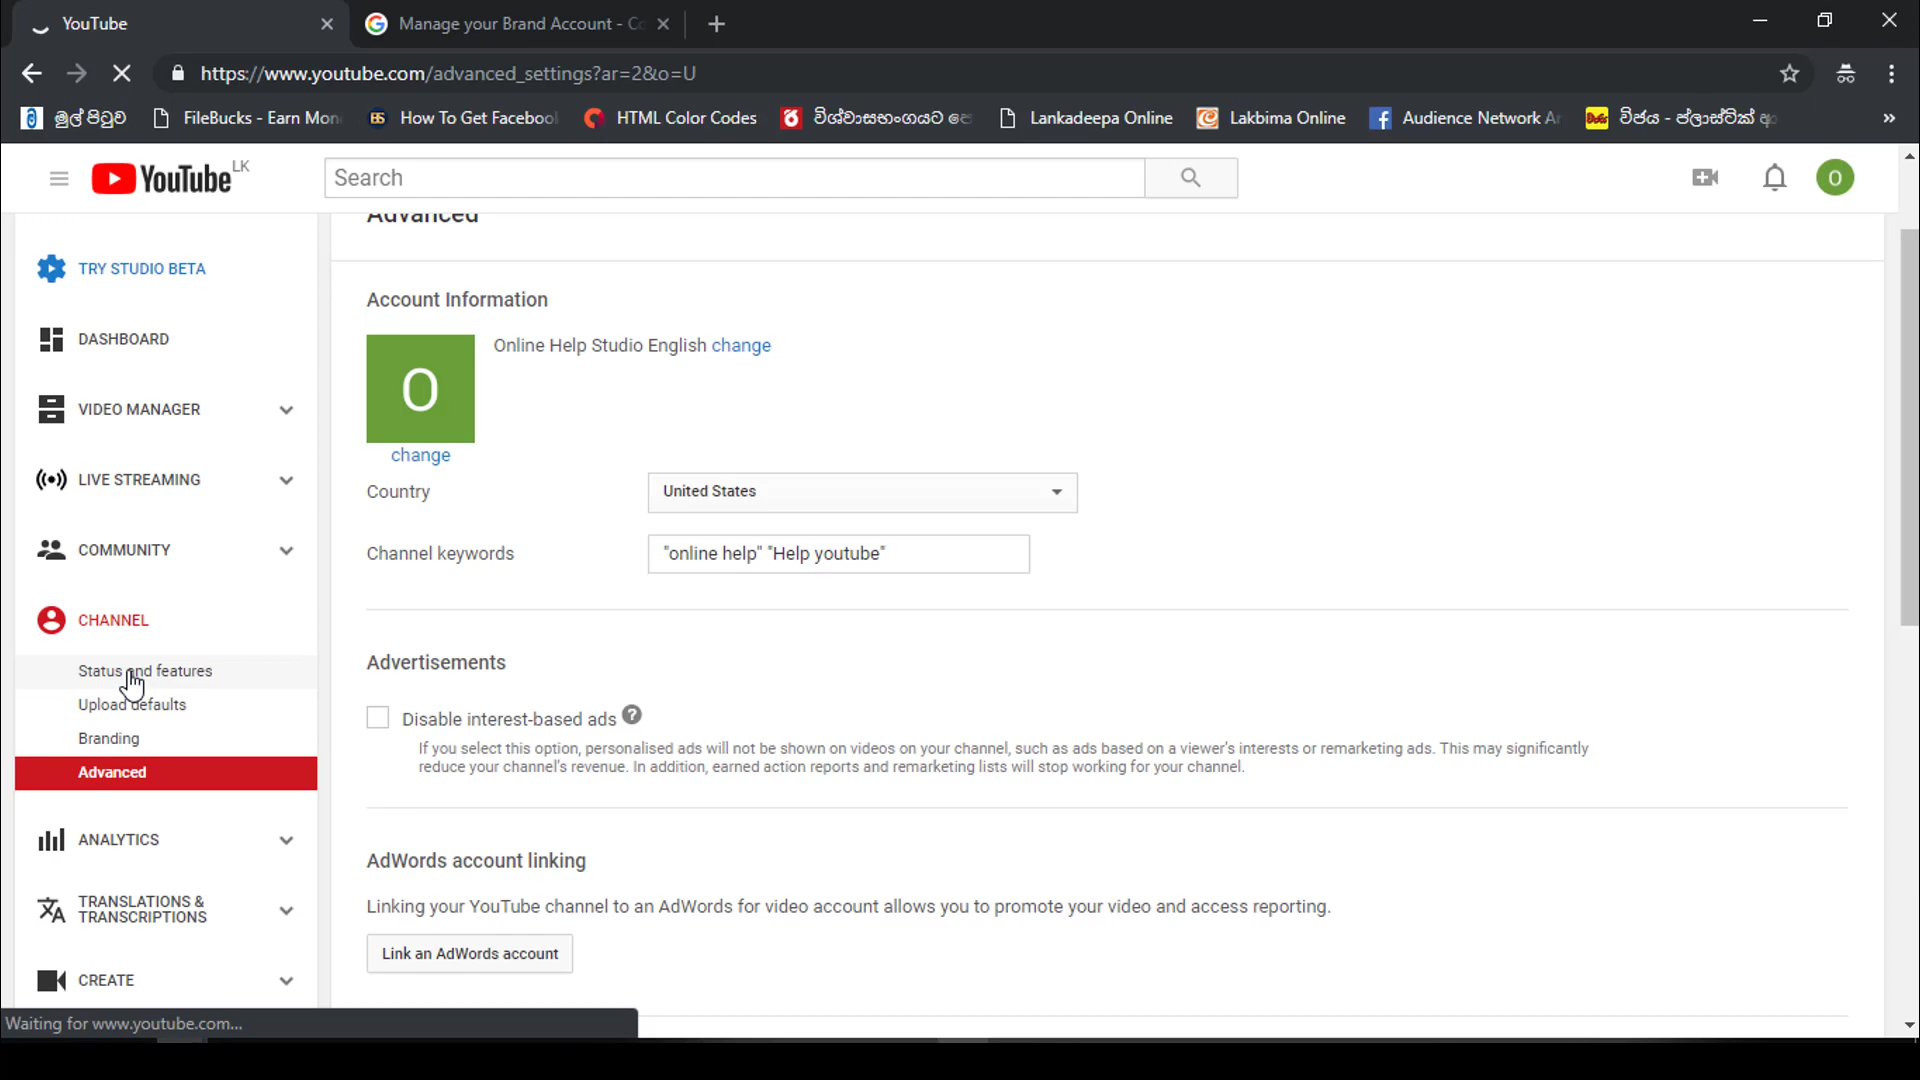 YouTube
Manage your Brand Account - Co
https://www.youtube.com/advanced_settings?ar=2&o=U
මුල් පිටුව
FileBucks - Earn Mon
How To Get Facebool
HTML Color Codes
විශ්වාසභංගයට පෙ
Lankadeepa Online
Lakbima Online
Audience Network Ar
විජය - ප්ලාස්ටික් අ
YouTube LK
Search
O
Advanced
TRY STUDIO BETA
DASHBOARD
VIDEO MANAGER
LIVE STREAMING
COMMUNITY
CHANNEL
Status and features
Upload defaults
Branding
Advanced
ANALYTICS
TRANSLATIONS &
TRANSCRIPTIONS
CREATE
Account Information
O
Online Help Studio English change
change
Country
United States
Channel keywords
"online help" "Help youtube"
Advertisements
Disable interest-based ads ?
If you select this option, personalised ads will not be shown on videos on your channel, such as ads based on a viewer's interests or remarketing ads. This may significantly
reduce your channel's revenue. In addition, earned action reports and remarketing lists will stop working for your channel.
AdWords account linking
Linking your YouTube channel to an AdWords for video account allows you to promote your video and access reporting.
Link an AdWords account
Waiting for www.youtube.com...